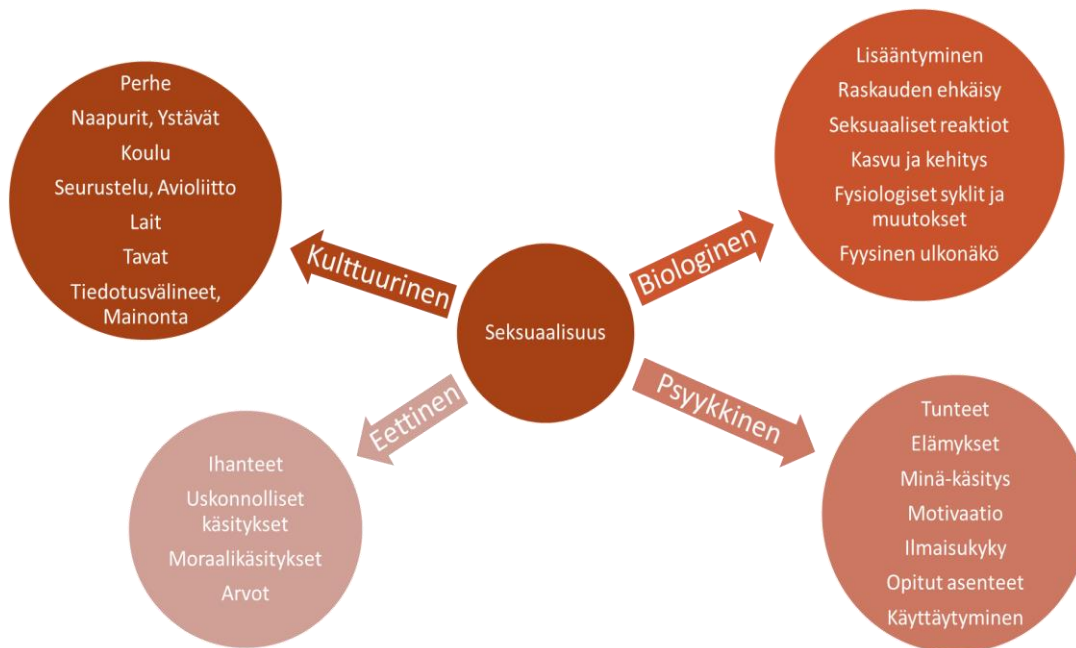 Perhe
Naapurit, Ystävät
Koulu
Seurustelu, Avioliitto
Lait
Tavat
Tiedotusvälineet,
Mainonta
Kulttuurinen
Lisääntyminen
Raskauden ehkäisy
Seksuaaliset reaktiot
Kasvu ja kehitys
Fysiologiset syklit ja
muutokset
Fyysinen ulkonäkö
Biologinen
Seksuaalisuus
Eettinen
Ihanteet
Uskonnolliset
käsitykset
Moraalikäsitykset
Arvot
Psyykkinen
Tunteet
Elämykset
Minä-käsitys
Motivaatio
Ilmaisukyky
Opitut asenteet
Käyttäytyminen